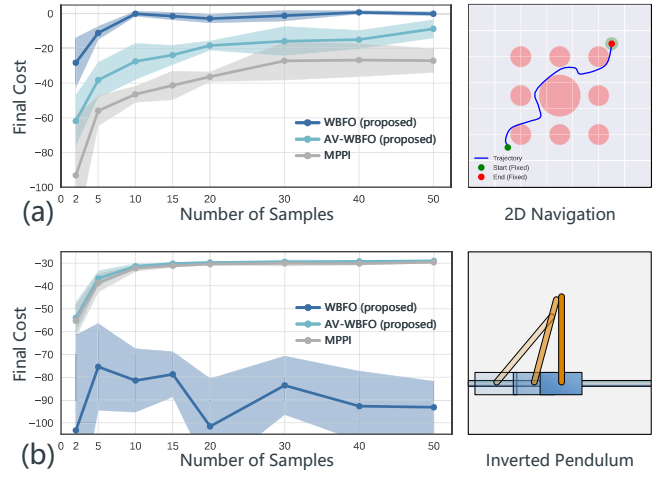 Final Cost
0
−20
−40
−60
−80
−100
0 2 5 10 15 20 30 40 50
WBFO (proposed)
AV-WBFO (proposed)
MPPI
(a)
Number of Samples
Trajectory
Start (Fixed)
End (Fixed)
2D Navigation
Final Cost
−30
−40
−50
−60
−70
−80
−90
−100
0 2 5 10 15 20 30 40 50
WBFO (proposed)
AV-WBFO (proposed)
MPPI
(b)
Number of Samples
Inverted Pendulum